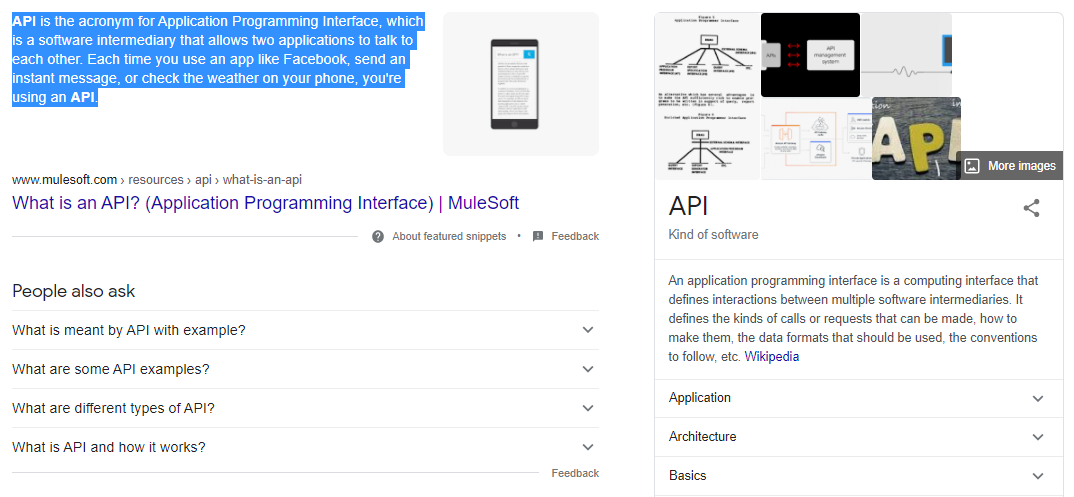 API is the acronym for Application Programming Interface, which
is a software intermediary that allows two applications to talk to
each other. Each time you use an app like Facebook, send an
instant message, or check the weather on your phone, you're
using an API.
www.mulesoft.com › resources › api › what-is-an-api
What is an API? (Application Programming Interface) | MuleSoft
About featured snippets • Feedback
People also ask
What is meant by API with example?
What are some API examples?
What are different types of API?
What is API and how it works?
Feedback
APIs
API
management
system
API
More images
API
Kind of software
An application programming interface is a computing interface that
defines interactions between multiple software intermediaries. It
defines the kinds of calls or requests that can be made, how to
make them, the data formats that should be used, the conventions
to follow, etc. Wikipedia
Application
Architecture
Basics